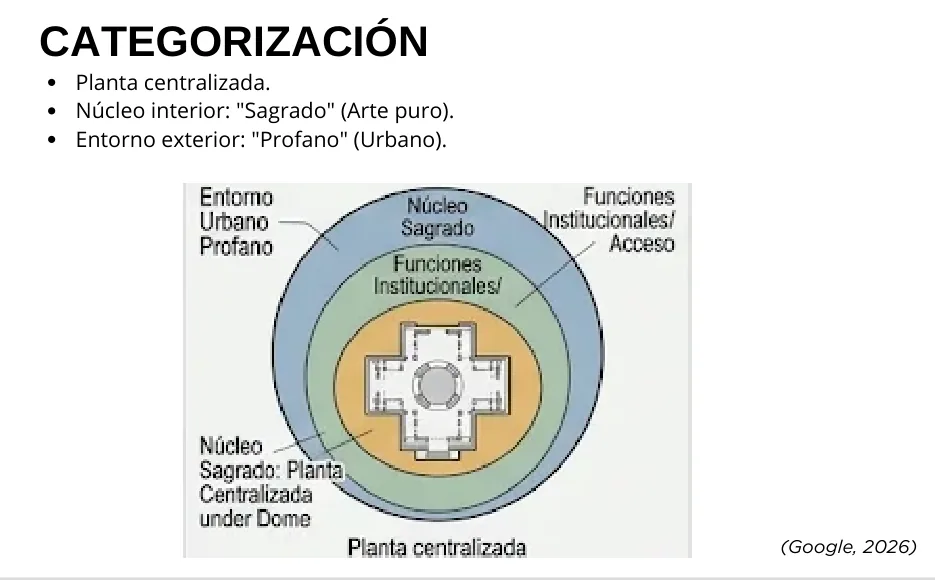 CATEGORIZACIÓN
• Planta centralizada.
• Núcleo interior: "Sagrado" (Arte puro).
• Entorno exterior: "Profano" (Urbano).
Entorno
Urbano
Profano
Núcleo
Sagrado
Funciones
Institucionales/
Acceso
Funciones
Institucionales/
Núcleo
Sagrado: Planta
Centralizada
under Dome
Planta centralizada
(Google, 2026)